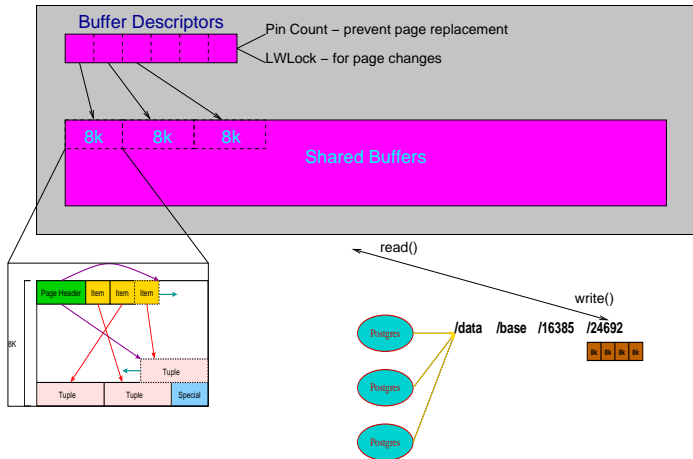 Buffer Descriptors
Pin Count – prevent page replacement
LWLock – for page changes
8k 8k 8k
Shared Buffers
read()
write()
Page Header Item Item Item
8K
Tuple
Tuple Tuple Special
/data /base /16385 /24692
Postgres
8k 8k 8k 8k
Postgres
Postgres